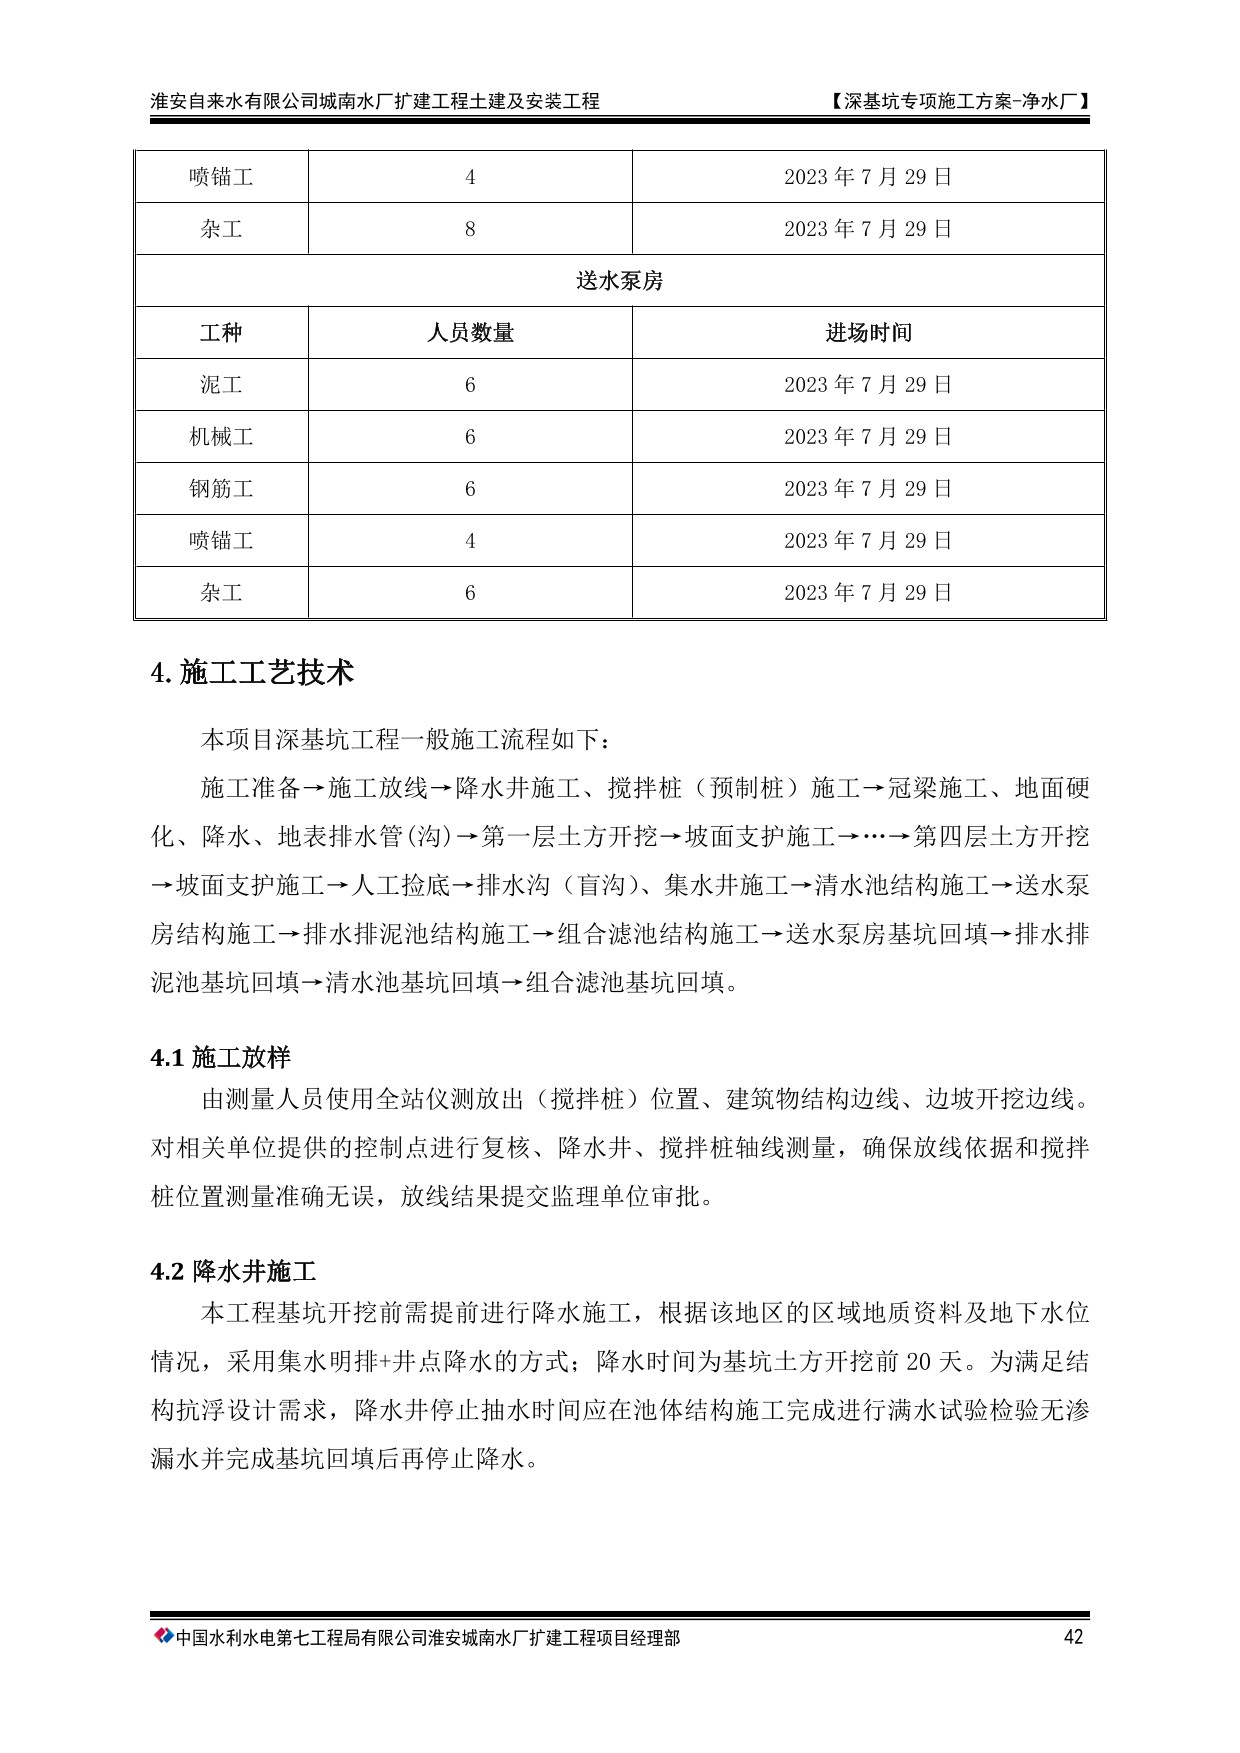 淮安自来水有限公司城南水厂扩建工程土建及安装工程 【深基坑专项施工方案-净水厂】
喷锚工 4 2023 年 7 月 29 日
杂工 8 2023 年 7 月 29 日
送水泵房
工种 人员数量 进场时间
泥工 6 2023 年 7 月 29 日
机械工 6 2023 年 7 月 29 日
钢筋工 6 2023 年 7 月 29 日
喷锚工 4 2023 年 7 月 29 日
杂工 6 2023 年 7 月 29 日
4. 施工工艺技术
本项目深基坑工程一般施工流程如下：
施工准备→施工放线→降水井施工、搅拌桩（预制桩）施工→冠梁施工、地面硬
化、降水、地表排水管(沟)→第一层土方开挖→坡面支护施工→…→第四层土方开挖
→坡面支护施工→人工捡底→排水沟（盲沟）、集水井施工→清水池结构施工→送水泵
房结构施工→排水排泥池结构施工→组合滤池结构施工→送水泵房基坑回填→排水排
泥池基坑回填→清水池基坑回填→组合滤池基坑回填。
4.1 施工放样
由测量人员使用全站仪测放出（搅拌桩）位置、建筑物结构边线、边坡开挖边线。
对相关单位提供的控制点进行复核、降水井、搅拌桩轴线测量，确保放线依据和搅拌
桩位置测量准确无误，放线结果提交监理单位审批。
4.2 降水井施工
本工程基坑开挖前需提前进行降水施工，根据该地区的区域地质资料及地下水位
情况，采用集水明排+井点降水的方式；降水时间为基坑土方开挖前 20 天。为满足结
构抗浮设计需求，降水井停止抽水时间应在池体结构施工完成进行满水试验检验无渗
漏水并完成基坑回填后再停止降水。
中国水利水电第七工程局有限公司淮安城南水厂扩建工程项目经理部 42